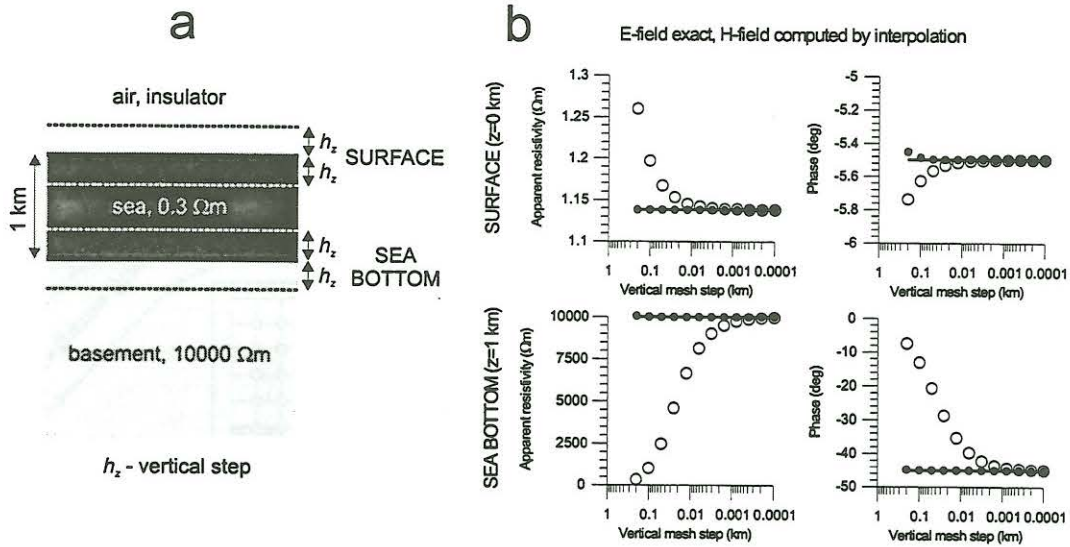 a
air, insulator
h_z
SURFACE
h_z
1 km
sea, 0.3 Ωm
h_z
SEA
BOTTOM
h_z
basement, 10000 Ωm
h_z - vertical step
b
E-field exact, H-field computed by interpolation
SURFACE (z=0 km)
Apparent resistivity (Ωm)
1.3
1.25
1.2
1.15
1.1
1 0.1 0.01 0.001 0.0001
Vertical mesh step (km)
Phase (deg)
-5
-5.2
-5.4
-5.6
-5.8
-6
1 0.1 0.01 0.001 0.0001
Vertical mesh step (km)
SEA BOTTOM (z=1 km)
Apparent resistivity (Ωm)
10000
7500
5000
2500
0
1 0.1 0.01 0.001 0.0001
Vertical mesh step (km)
Phase (deg)
0
-10
-20
-30
-40
-50
1 0.1 0.01 0.001 0.0001
Vertical mesh step (km)